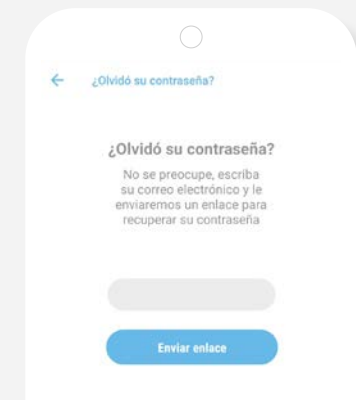 ¿Olvidó su contraseña?
¿Olvidó su contraseña?
No se preocupe, escriba
su correo electrónico y le
enviaremos un enlace para
recuperar su contraseña
Enviar enlace